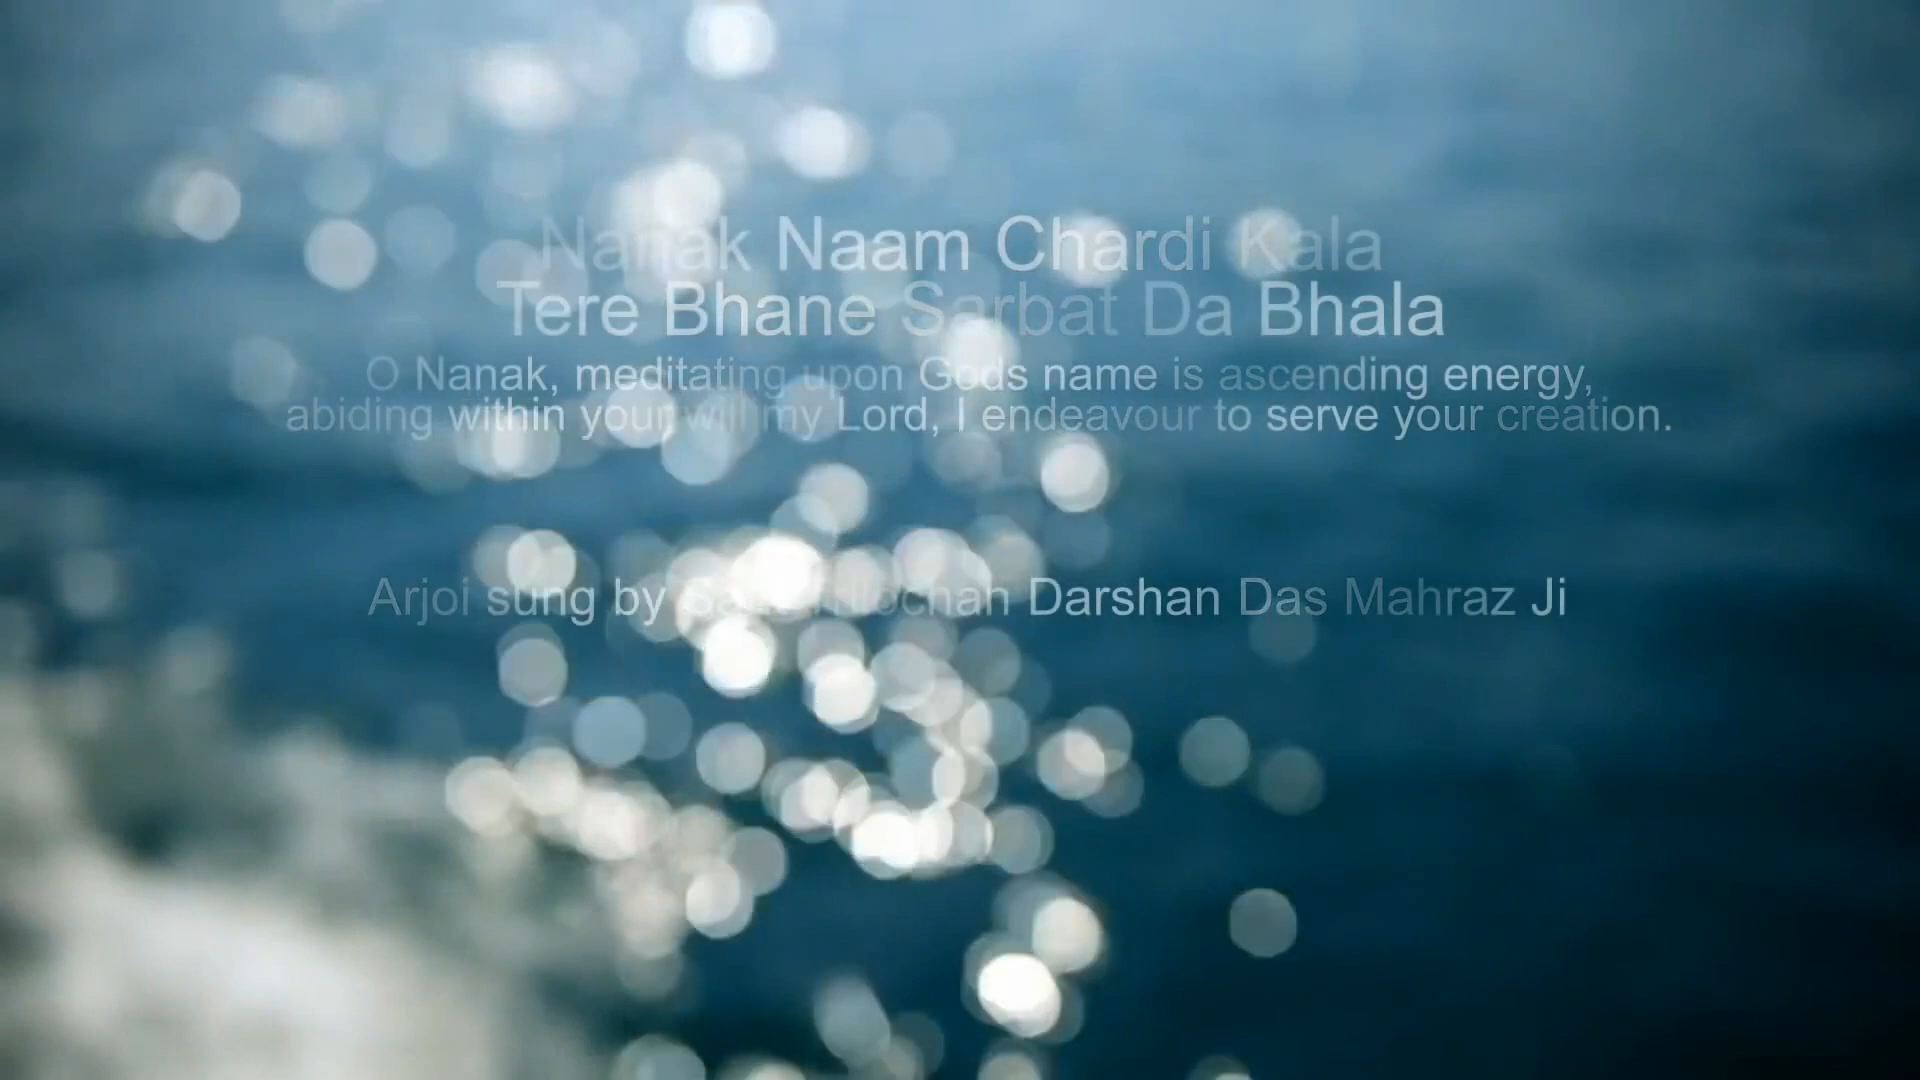 Nanak Naam Chardi Kala
Tere Bhane Sarbat Da Bhala
O Nanak, meditating upon Gods name is ascending energy,
abiding within your will my Lord, I endeavour to serve your creation.
Arjoi sung by Darshan Das Mahraz Ji